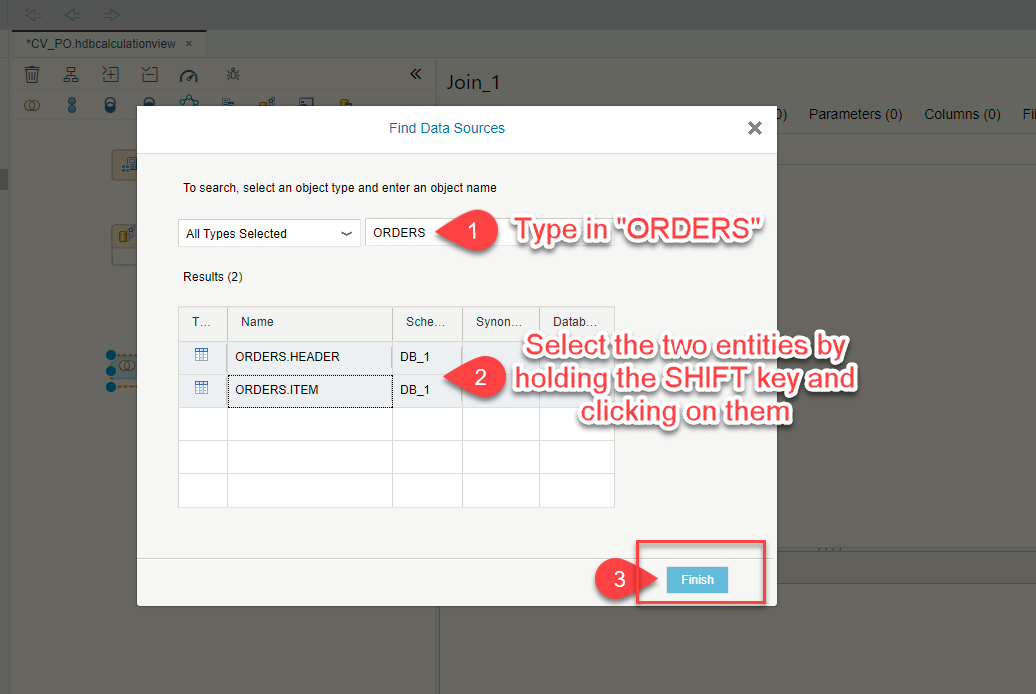 *CV_PO.hdbcalculationview ×
Join_1
0) Parameters (0) Columns (0) Fil
Find Data Sources
To search, select an object type and enter an object name
All Types Selected ORDERS
1 Type in "ORDERS"
Results (2)
T... Name Sche... Synon... Datab...
ORDERS.HEADER DB_1
ORDERS.ITEM DB_1
2 Select the two entities by
holding the SHIFT key and
clicking on them
3 Finish